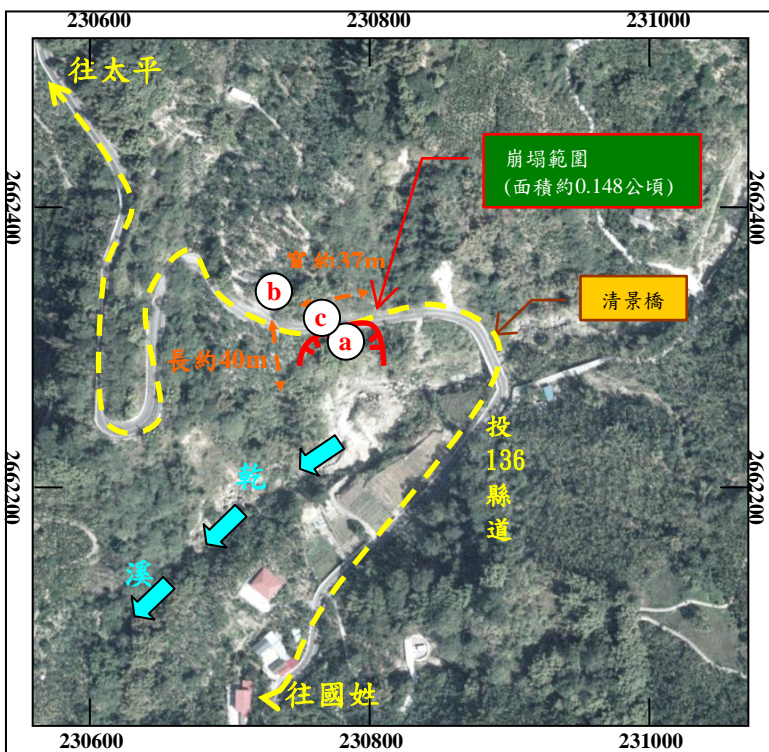 230600
230800
231000
往太平
崩塌範圍
(面積約0.148公頃)
2662400
2662400
寬約37m
b
清景橋
c
a
長約40m
投
136
縣
道
乾
2662200
2662200
溪
往國姓
230600
230800
231000